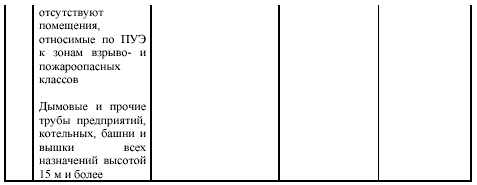 отсутствуют
помещения,
относимые по ПУЭ
к зонам взрыво- и
пожароопасных
классов
Дымовые и прочие
трубы предприятий,
котельных, башни и
вышки всех
назначений высотой
15 м и более